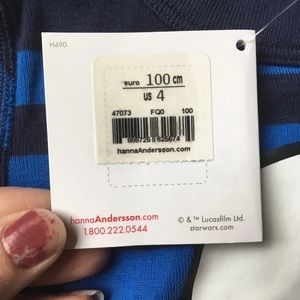 H490
euro 100 cm
us 4
47073 FQ0 100
hannaAndersson.com
hannaAndersson.com
1.800.222.0544
© & ™ Lucasfilm Ltd.
starwars.com